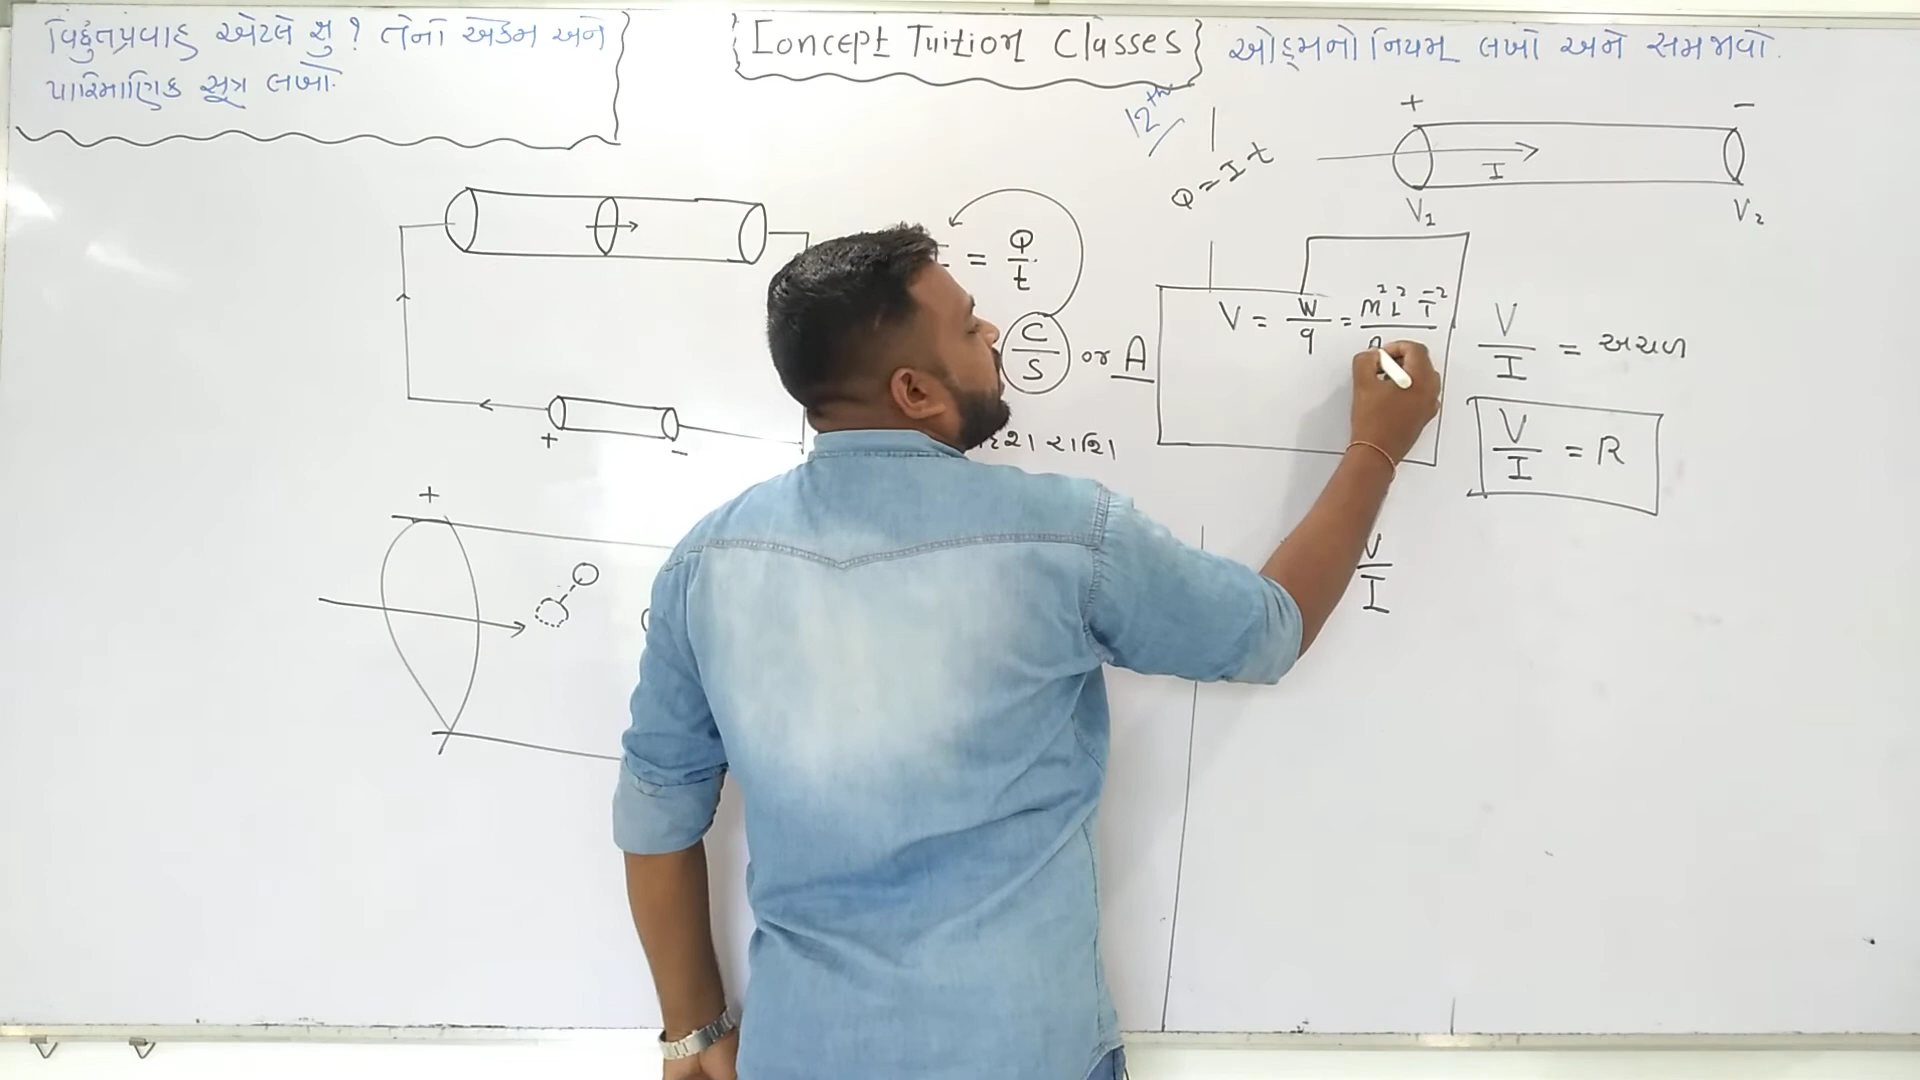 વિદ્યુતપ્રવાહ એટલે શુ ? તેનો એકમ અને
પારિમાણિક સૂત્ર લખો.
Concept Tuition Classes
12th
ઓહ્મનો નિયમ લખો અને સમજાવો.
+ −
I
V₁ V₂
Q = I t
= Q/t
C/S or A
રાશિ
+ −
+
V = W/q = M² L² T⁻²
V/I = અચળ
V/I = R
V/I